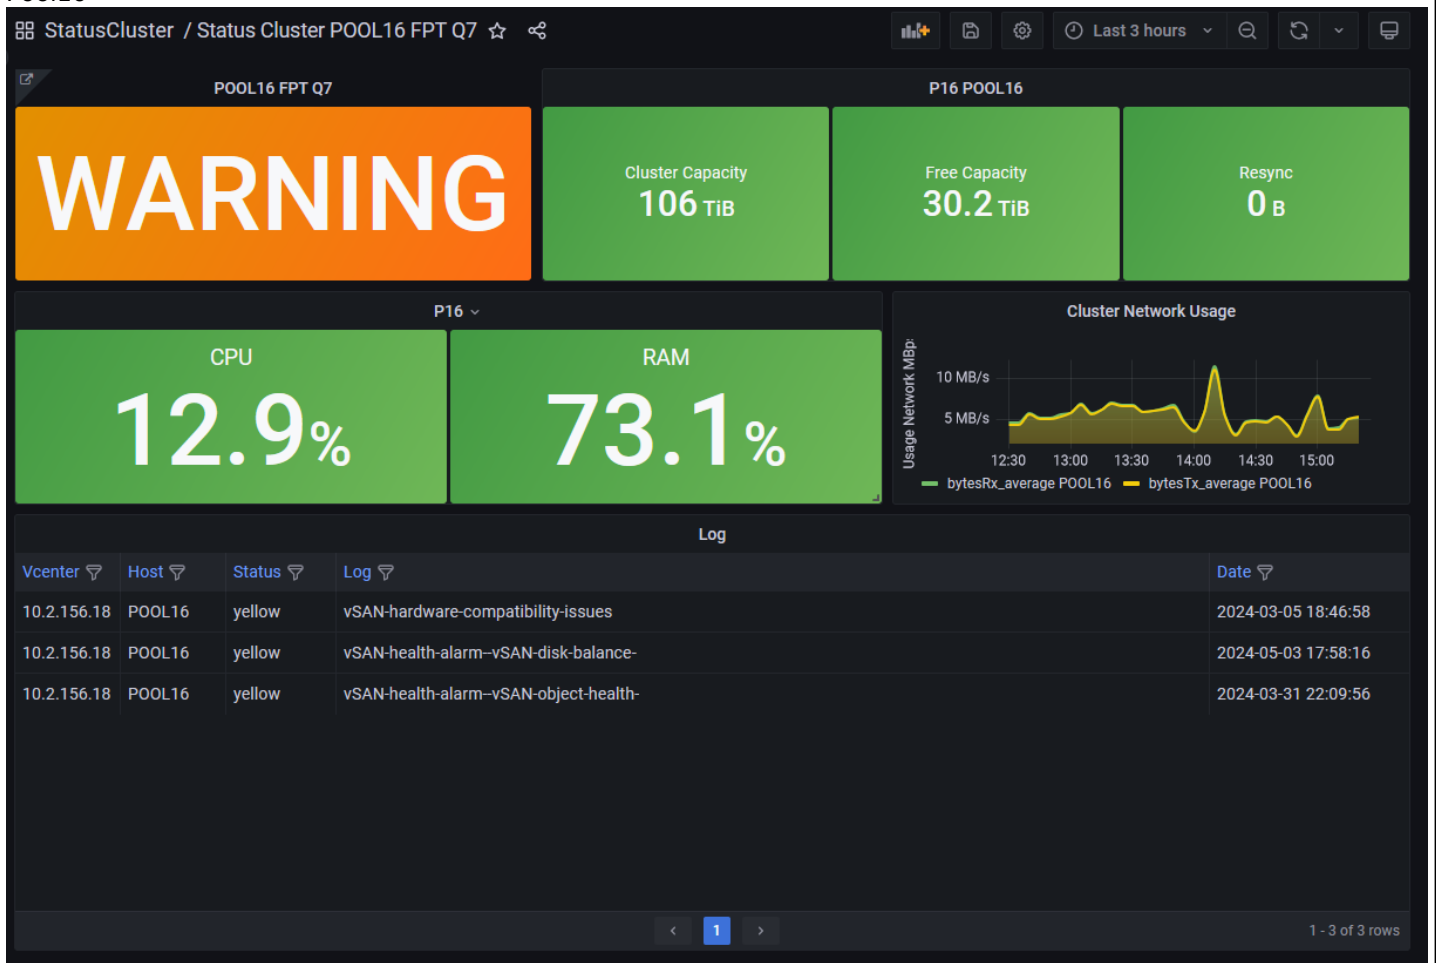 StatusCluster / Status Cluster POOL16 FPT Q7
Last 3 hours
POOL16 FPT Q7
WARNING
P16 POOL16
Cluster Capacity
106 TiB
Free Capacity
30.2 TiB
Resync
0 B
P16
CPU
12.9%
RAM
73.1%
Cluster Network Usage
Usage Network MBp
10 MB/s
5 MB/s
12:30 13:00 13:30 14:00 14:30 15:00
bytesRx_average POOL16 bytesTx_average POOL16
Log
Vcenter Host Status Log Date
10.2.156.18 POOL16 yellow vSAN-hardware-compatibility-issues 2024-03-05 18:46:58
10.2.156.18 POOL16 yellow vSAN-health-alarm--vSAN-disk-balance- 2024-05-03 17:58:16
10.2.156.18 POOL16 yellow vSAN-health-alarm--vSAN-object-health- 2024-03-31 22:09:56
1
1 - 3 of 3 rows